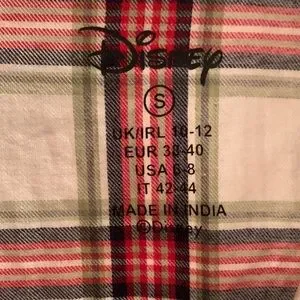 Disney
S
UK/IRL 10-12
EUR 38-40
USA 6-8
IT 42-44
MADE IN INDIA
©Disney